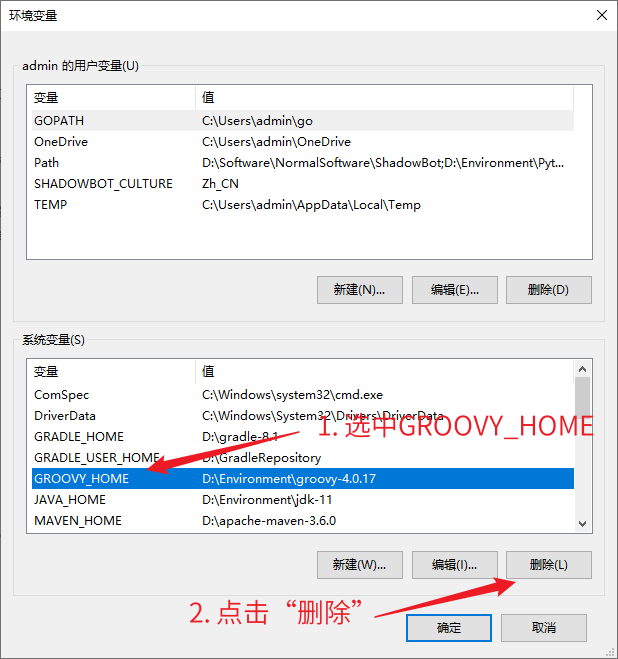 环境变量
admin 的用户变量(U)
变量 值
GOPATH C:\Users\admin\go
OneDrive C:\Users\admin\OneDrive
Path D:\Software\NormalSoftware\ShadowBot;D:\Environment\Pyt...
SHADOWBOT_CULTURE Zh_CN
TEMP C:\Users\admin\AppData\Local\Temp
新建(N)... 编辑(E)... 删除(D)
系统变量(S)
变量 值
ComSpec C:\Windows\system32\cmd.exe
DriverData C:\Windows\System32\Drivers\DriverData
GRADLE_HOME D:\gradle-8.1
1. 选中GROOVY_HOME
GRADLE_USER_HOME D:\GradleRepository
GROOVY_HOME D:\Environment\groovy-4.0.17
JAVA_HOME D:\Environment\jdk-11
MAVEN_HOME D:\apache-maven-3.6.0
新建(W)... 编辑(I)... 删除(L)
2. 点击“删除”
确定 取消